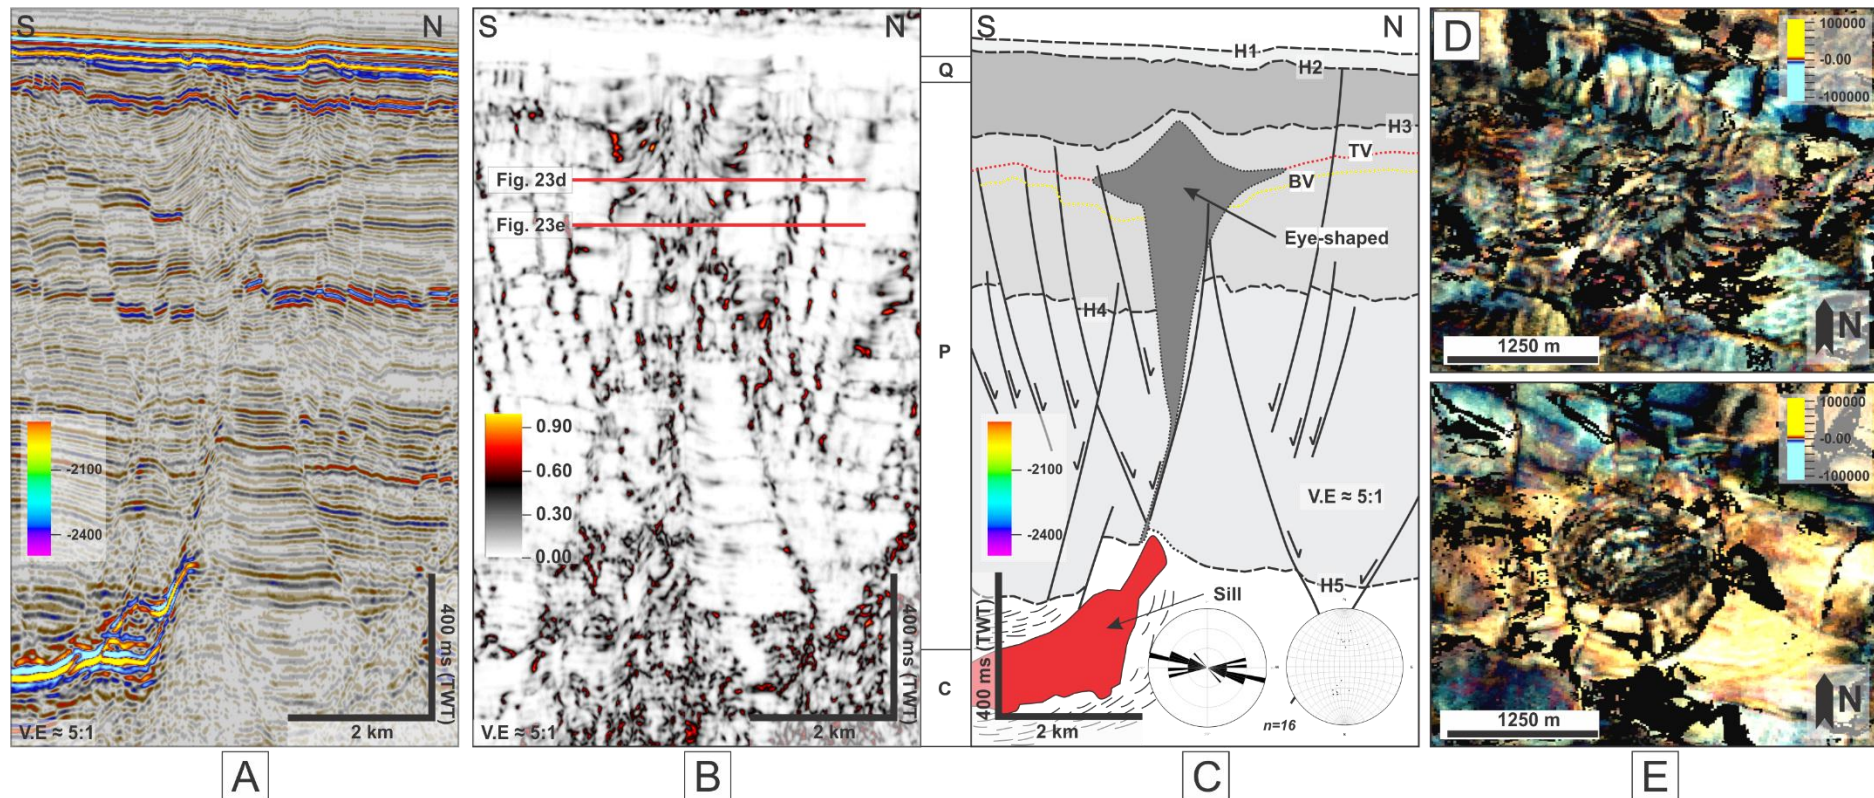 S
N
-2100
-2400
400 ms (TWT)
2 km
V.E ≈ 5:1
A
S
N
Fig. 23d
Fig. 23e
0.90
0.60
0.30
0.00
400 ms (TWT)
V.E ≈ 5:1
2 km
B
Q
P
C
S
N
H1
H2
H3
TV
BV
Eye-shaped
H4
-2100
-2400
V.E ≈ 5:1
H5
Sill
400 ms (TWT)
2 km
n=16
C
D
100000
-0.00
-100000
N
1250 m
100000
-0.00
-100000
N
1250 m
E